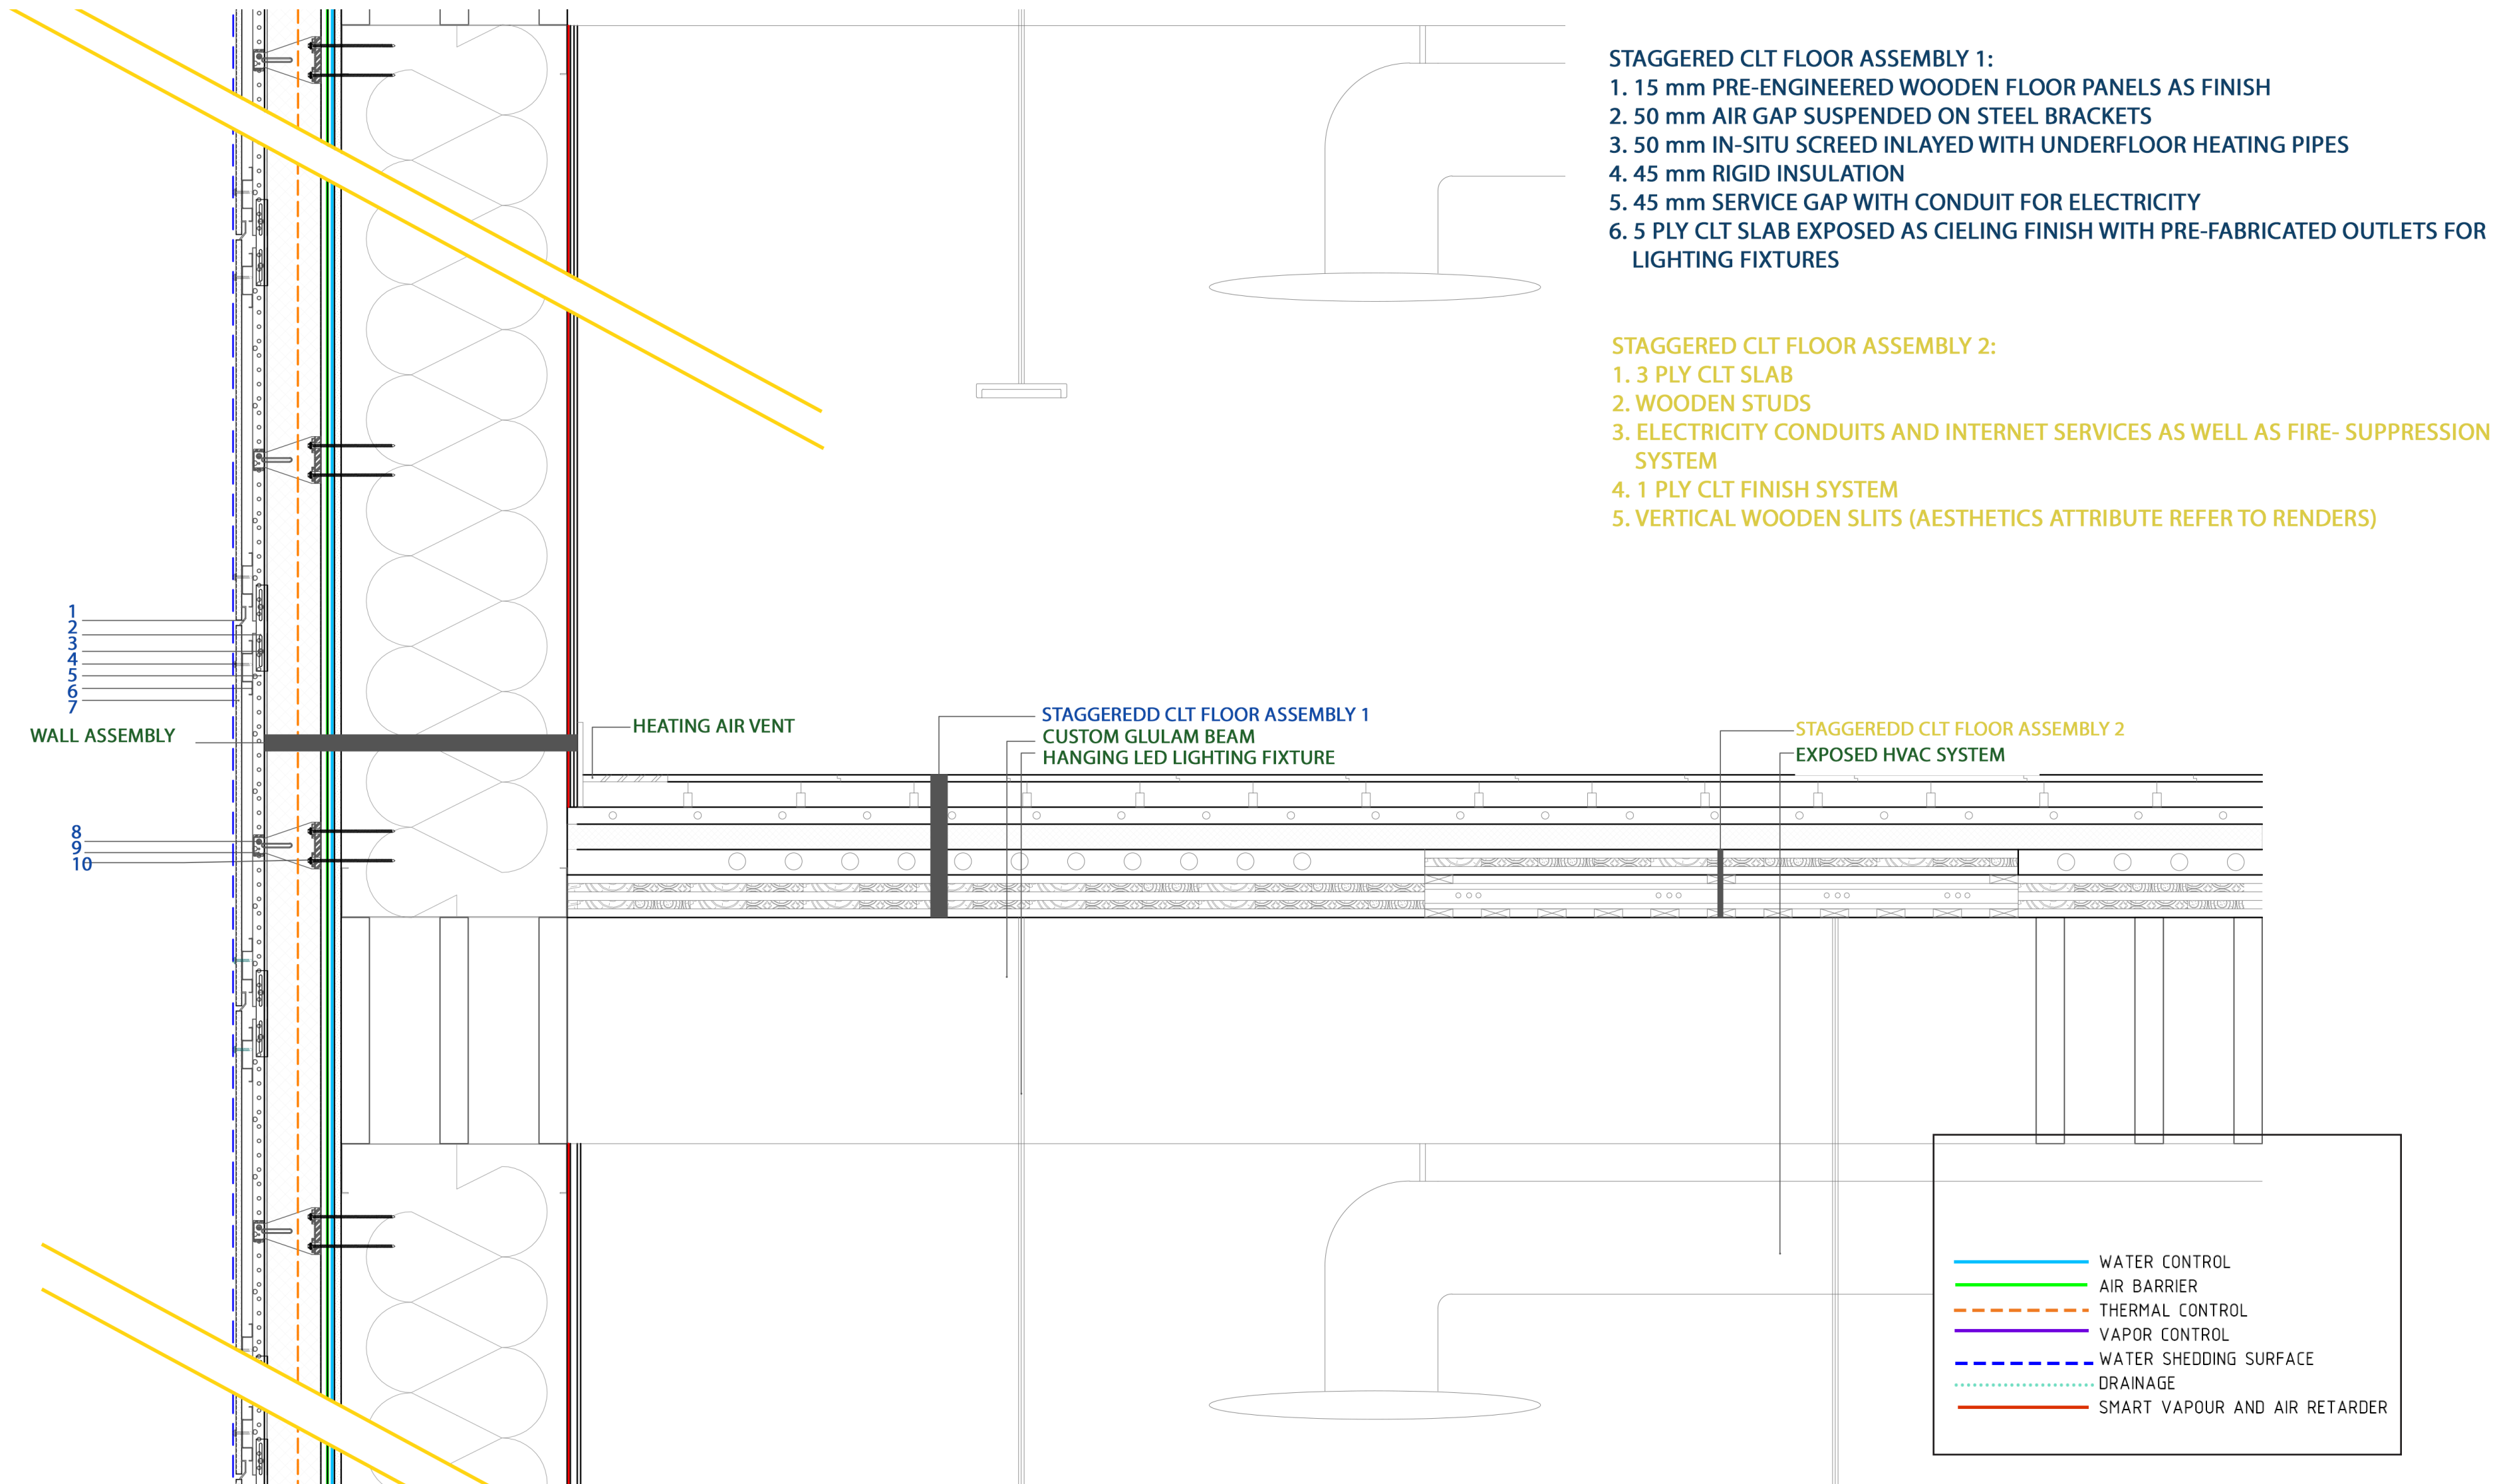 STAGGERED CLT FLOOR ASSEMBLY 1:
1. 15 mm PRE-ENGINEERED WOODEN FLOOR PANELS AS FINISH
2. 50 mm AIR GAP SUSPENDED ON STEEL BRACKETS
3. 50 mm IN-SITU SCREED INLAYED WITH UNDERFLOOR HEATING PIPES
4. 45 mm RIGID INSULATION
5. 45 mm SERVICE GAP WITH CONDUIT FOR ELECTRICITY
6. 5 PLY CLT SLAB EXPOSED AS CIELING FINISH WITH PRE-FABRICATED OUTLETS FOR
LIGHTING FIXTURES
STAGGERED CLT FLOOR ASSEMBLY 2:
1. 3 PLY CLT SLAB
2. WOODEN STUDS
3. ELECTRICITY CONDUITS AND INTERNET SERVICES AS WELL AS FIRE- SUPPRESSION
SYSTEM
4. 1 PLY CLT FINISH SYSTEM
5. VERTICAL WOODEN SLITS (AESTHETICS ATTRIBUTE REFER TO RENDERS)
1
2
3
4
5
6
7
WALL ASSEMBLY
8
9
10
HEATING AIR VENT
STAGGEREDD CLT FLOOR ASSEMBLY 1
CUSTOM GLULAM BEAM
HANGING LED LIGHTING FIXTURE
STAGGEREDD CLT FLOOR ASSEMBLY 2
EXPOSED HVAC SYSTEM
WATER CONTROL
AIR BARRIER
THERMAL CONTROL
VAPOR CONTROL
WATER SHEDDING SURFACE
DRAINAGE
SMART VAPOUR AND AIR RETARDER